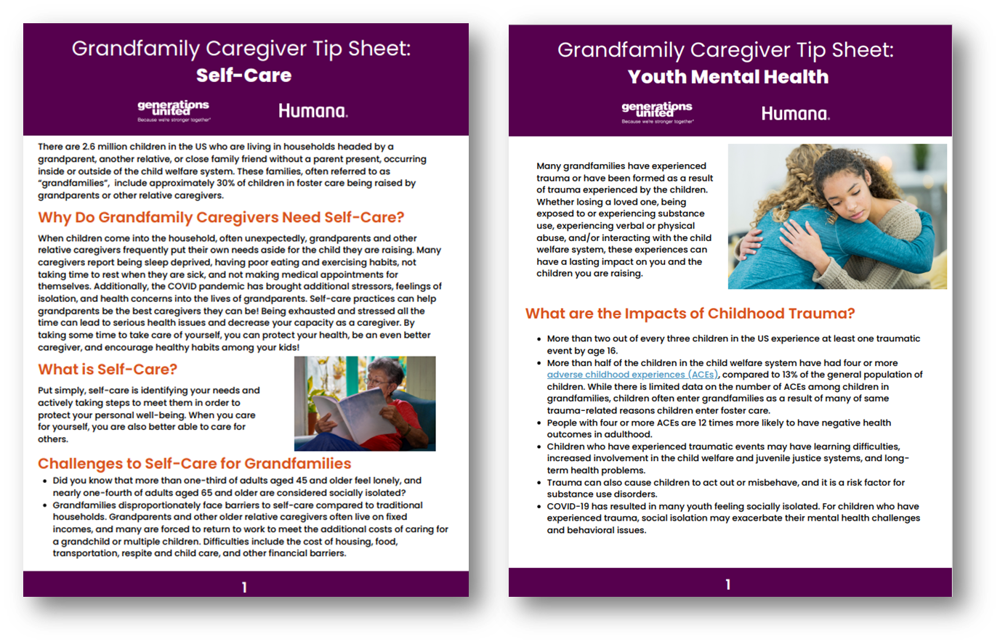 Grandfamily Caregiver Tip Sheet:
Self-Care
generations
united
Because we're stronger together®
Humana.
There are 2.6 million children in the US who are living in households headed by a
grandparent, another relative, or close family friend without a parent present, occurring
inside or outside of the child welfare system. These families, often referred to as
“grandfamilies”, include approximately 30% of children in foster care being raised by
grandparents or other relative caregivers.
Why Do Grandfamily Caregivers Need Self-Care?
When children come into the household, often unexpectedly, grandparents and other
relative caregivers frequently put their own needs aside for the child they are raising. Many
caregivers report being sleep deprived, having poor eating and exercising habits, not
taking time to rest when they are sick, and not making medical appointments for
themselves. Additionally, the COVID pandemic has brought additional stressors, feelings of
isolation, and health concerns into the lives of grandparents. Self-care practices can help
grandparents be the best caregivers they can be! Being exhausted and stressed all the
time can lead to serious health issues and decrease your capacity as a caregiver. By
taking some time to take care of yourself, you can protect your health, be an even better
caregiver, and encourage healthy habits among your kids!
What is Self-Care?
Put simply, self-care is identifying your needs and
actively taking steps to meet them in order to
protect your personal well-being. When you care
for yourself, you are also better able to care for
others.
Challenges to Self-Care for Grandfamilies
• Did you know that more than one-third of adults aged 45 and older feel lonely, and
nearly one-fourth of adults aged 65 and older are considered socially isolated?
• Grandfamilies disproportionately face barriers to self-care compared to traditional
households. Grandparents and other older relative caregivers often live on fixed
incomes, and many are forced to return to work to meet the additional costs of caring for
a grandchild or multiple children. Difficulties include the cost of housing, food,
transportation, respite and child care, and other financial barriers.
1
Grandfamily Caregiver Tip Sheet:
Youth Mental Health
generations
united
Because we're stronger together®
Humana.
Many grandfamilies have experienced
trauma or have been formed as a result
of trauma experienced by the children.
Whether losing a loved one, being
exposed to or experiencing substance
use, experiencing verbal or physical
abuse, and/or interacting with the child
welfare system, these experiences can
have a lasting impact on you and the
children you are raising.
What are the Impacts of Childhood Trauma?
• More than two out of every three children in the US experience at least one traumatic
event by age 16.
• More than half of the children in the child welfare system have had four or more
adverse childhood experiences (ACEs), compared to 13% of the general population of
children. While there is limited data on the number of ACEs among children in
grandfamilies, children often enter grandfamilies as a result of many of same
trauma-related reasons children enter foster care.
• People with four or more ACEs are 12 times more likely to have negative health
outcomes in adulthood.
• Children who have experienced traumatic events may have learning difficulties,
increased involvement in the child welfare and juvenile justice systems, and long-
term health problems.
• Trauma can also cause children to act out or misbehave, and it is a risk factor for
substance use disorders.
• COVID-19 has resulted in many youth feeling socially isolated. For children who have
experienced trauma, social isolation may exacerbate their mental health challenges
and behavioral issues.
1